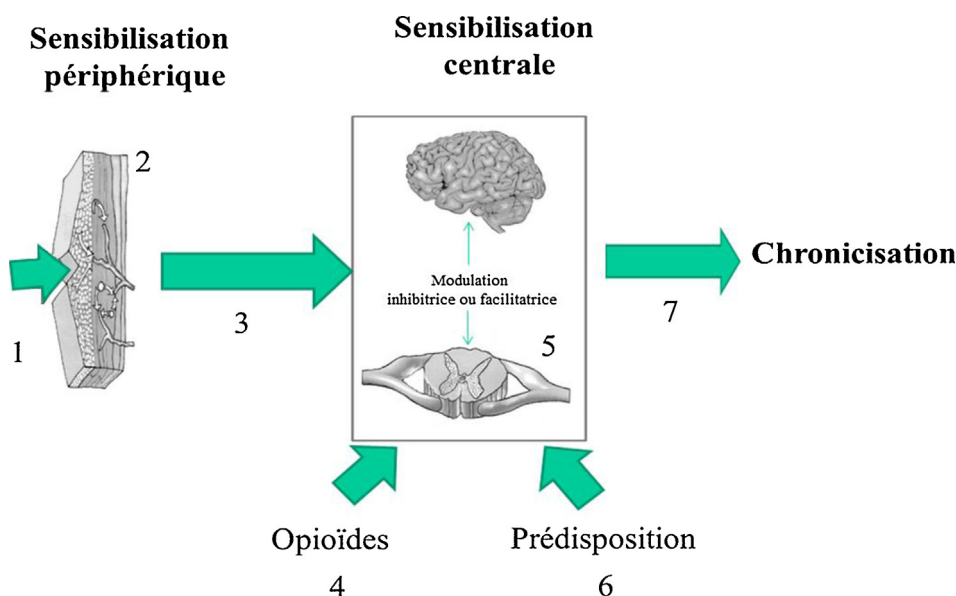 Sensibilisation
périphérique
Sensibilisation
centrale
2
1
3
Modulation
inhibitrice ou facilitatrice
5
7
Chronicisation
Opioïdes
4
Prédisposition
6